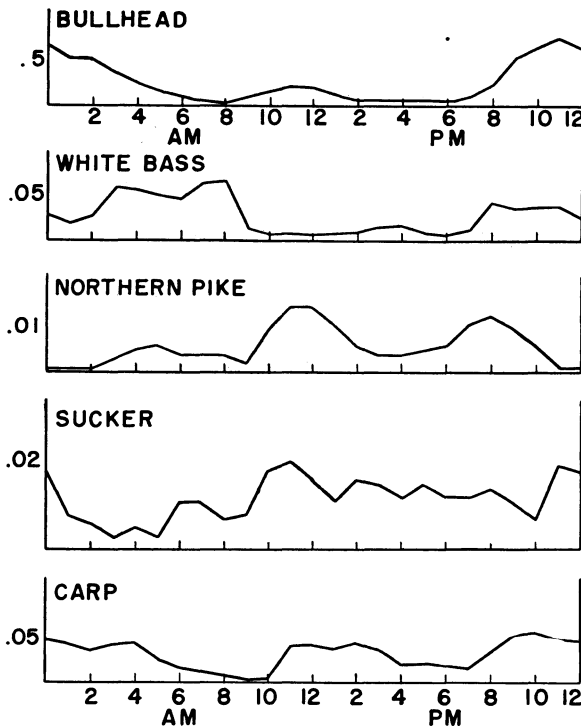 BULLHEAD
.5
2 4 6 8 10 12 2 4 6 8 10 12
AM PM
WHITE BASS
.05
NORTHERN PIKE
.01
SUCKER
.02
CARP
.05
2 4 6 8 10 12 2 4 6 8 10 12
AM PM